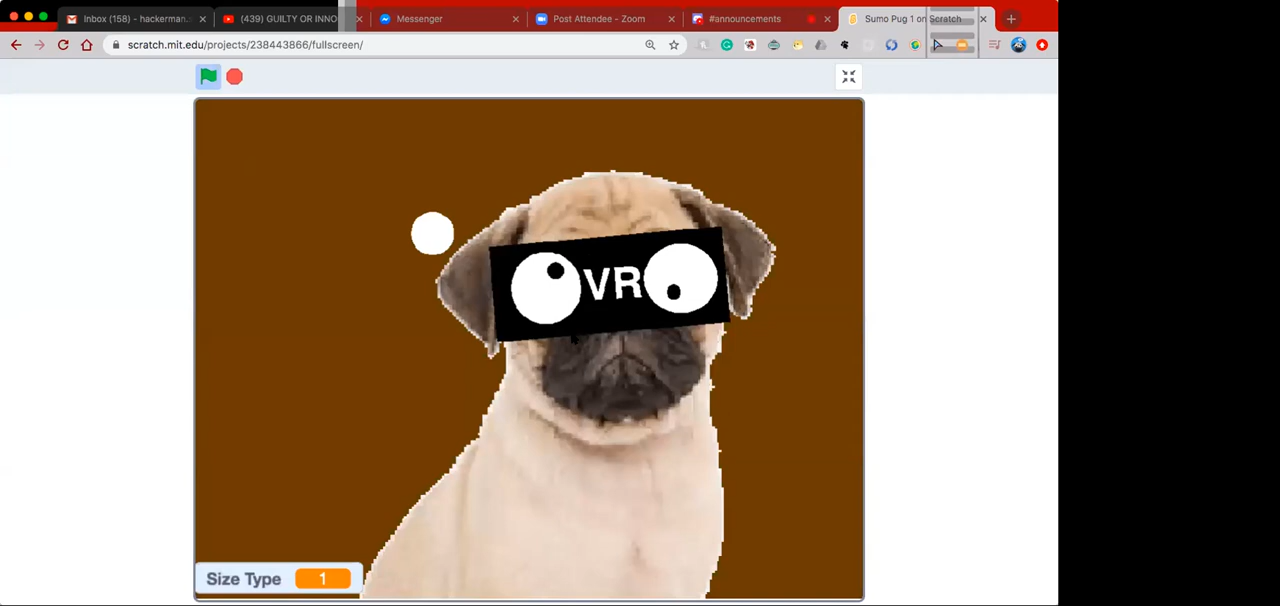 Inbox (158) - hackerman.
(439) GUILTY OR INNO
Messenger
Post Attendee - Zoom
#announcements
Sumo Pug 1 on Scratch
scratch.mit.edu/projects/238443866/fullscreen/
VR
Size Type 1